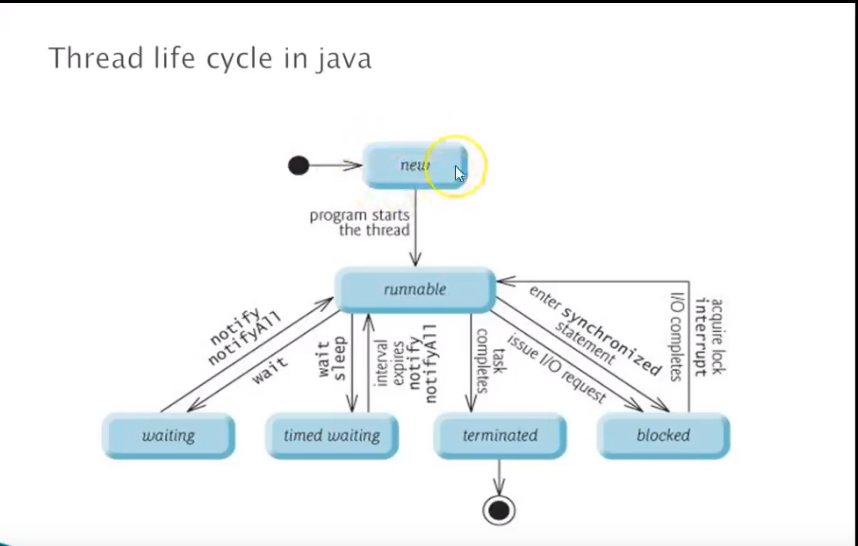 Thread life cycle in java
new
program starts
the thread
runnable
notify
notifyAll
wait
wait
sleep
interval
expires
notify
notifyAll
task
completes
enter synchronized
statement
issue I/O request
acquire lock
interrupt
I/O completes
waiting
timed waiting
terminated
blocked